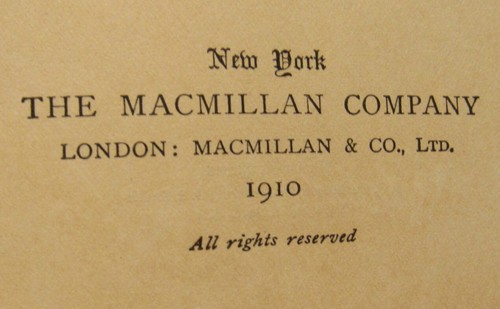 New York
THE MACMILLAN COMPANY
LONDON: MACMILLAN & CO., LTD.
1910
All rights reserved